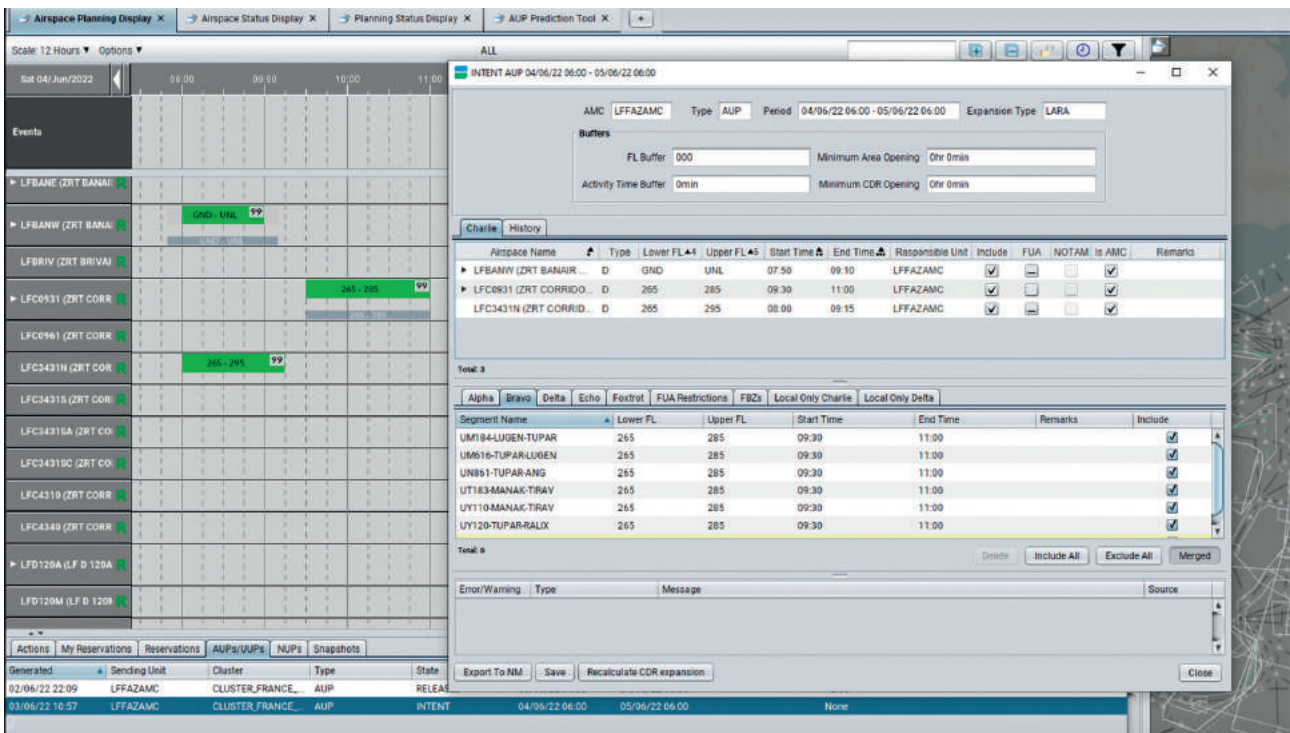 Airspace Planning Display × Airspace Status Display × Planning Status Display × AUP Prediction Tool × +
Scale: 12 Hours ▼ Options ▼ ALL
Sat 04/Jun/2022 08:00 09:00 10:00 11:00
Events
LFBANE (ZRT BANAI R
LFBANW (ZRT BANAI R GND - UNL 99
LFBRIV (ZRT BRIVAI R
LFC0931 (ZRT CORR R 265 - 285 99
265 - 285
LFC0961 (ZRT CORR R
LFC3431N (ZRT COR R 265 - 295 99
LFC3431S (ZRT COR R
LFC3431SA (ZRT COI R
LFC3431SC (ZRT COI R
LFC4310 (ZRT CORR R
LFC4340 (ZRT CORR R
LFD120A (LF D 120A R
LFD120M (LF D 120M R
INTENT AUP 04/06/22 06:00 - 05/06/22 06:00
AMC LFFAZAMC Type AUP Period 04/06/22 06:00 - 05/06/22 06:00 Expansion Type LARA
Buffers
FL Buffer 000 Minimum Area Opening 0hr 0min
Activity Time Buffer 0min Minimum CDR Opening 0hr 0min
Charlie History
Airspace Name Type Lower FL▲4 Upper FL▲5 Start Time End Time Responsible Unit Include FUA NOTAM Is AMC Remarks
LFBANW (ZRT BANAIR ... D GND UNL 07:50 09:10 LFFAZAMC
LFC0931 (ZRT CORRIDO... D 265 285 09:30 11:00 LFFAZAMC
LFC3431N (ZRT CORRID... D 265 295 08:00 09:15 LFFAZAMC
Total: 3
Alpha Bravo Delta Echo Foxtrot FUA Restrictions FBZs Local Only Charlie Local Only Delta
Segment Name Lower FL Upper FL Start Time End Time Remarks Include
UM184-LUGEN-TUPAR 265 285 09:30 11:00
UM616-TUPAR-LUGEN 265 285 09:30 11:00
UN861-TUPAR-ANG 265 285 09:30 11:00
UT183-MANAK-TIRAV 265 285 09:30 11:00
UY110-MANAK-TIRAV 265 285 09:30 11:00
UY120-TUPAR-RALIX 265 285 09:30 11:00
Total: 8
Delete Include All Exclude All Merged
Error/Warning Type Message Source
Export To NM Save Recalculate CDR expansion Close
Actions My Reservations Reservations AUPs/UUPs NUPs Snapshots
Generated Sending Unit Cluster Type State
02/06/22 22:09 LFFAZAMC CLUSTER_FRANCE_... AUP RELEAS
03/06/22 10:57 LFFAZAMC CLUSTER_FRANCE_... AUP INTENT 04/06/22 06:00 05/06/22 06:00 None